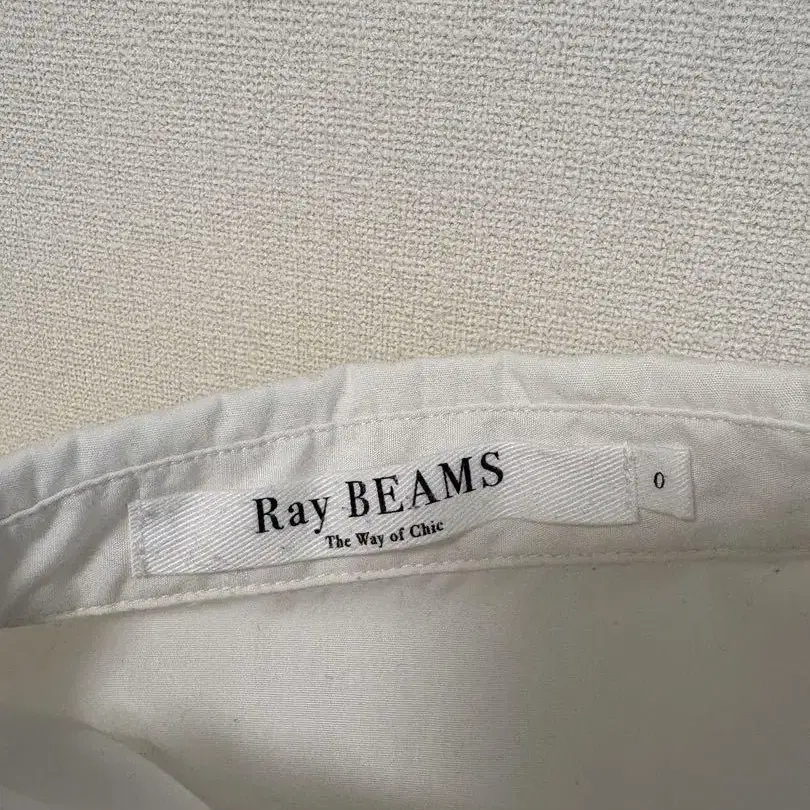 Ray BEAMS
The Way of Chic
0